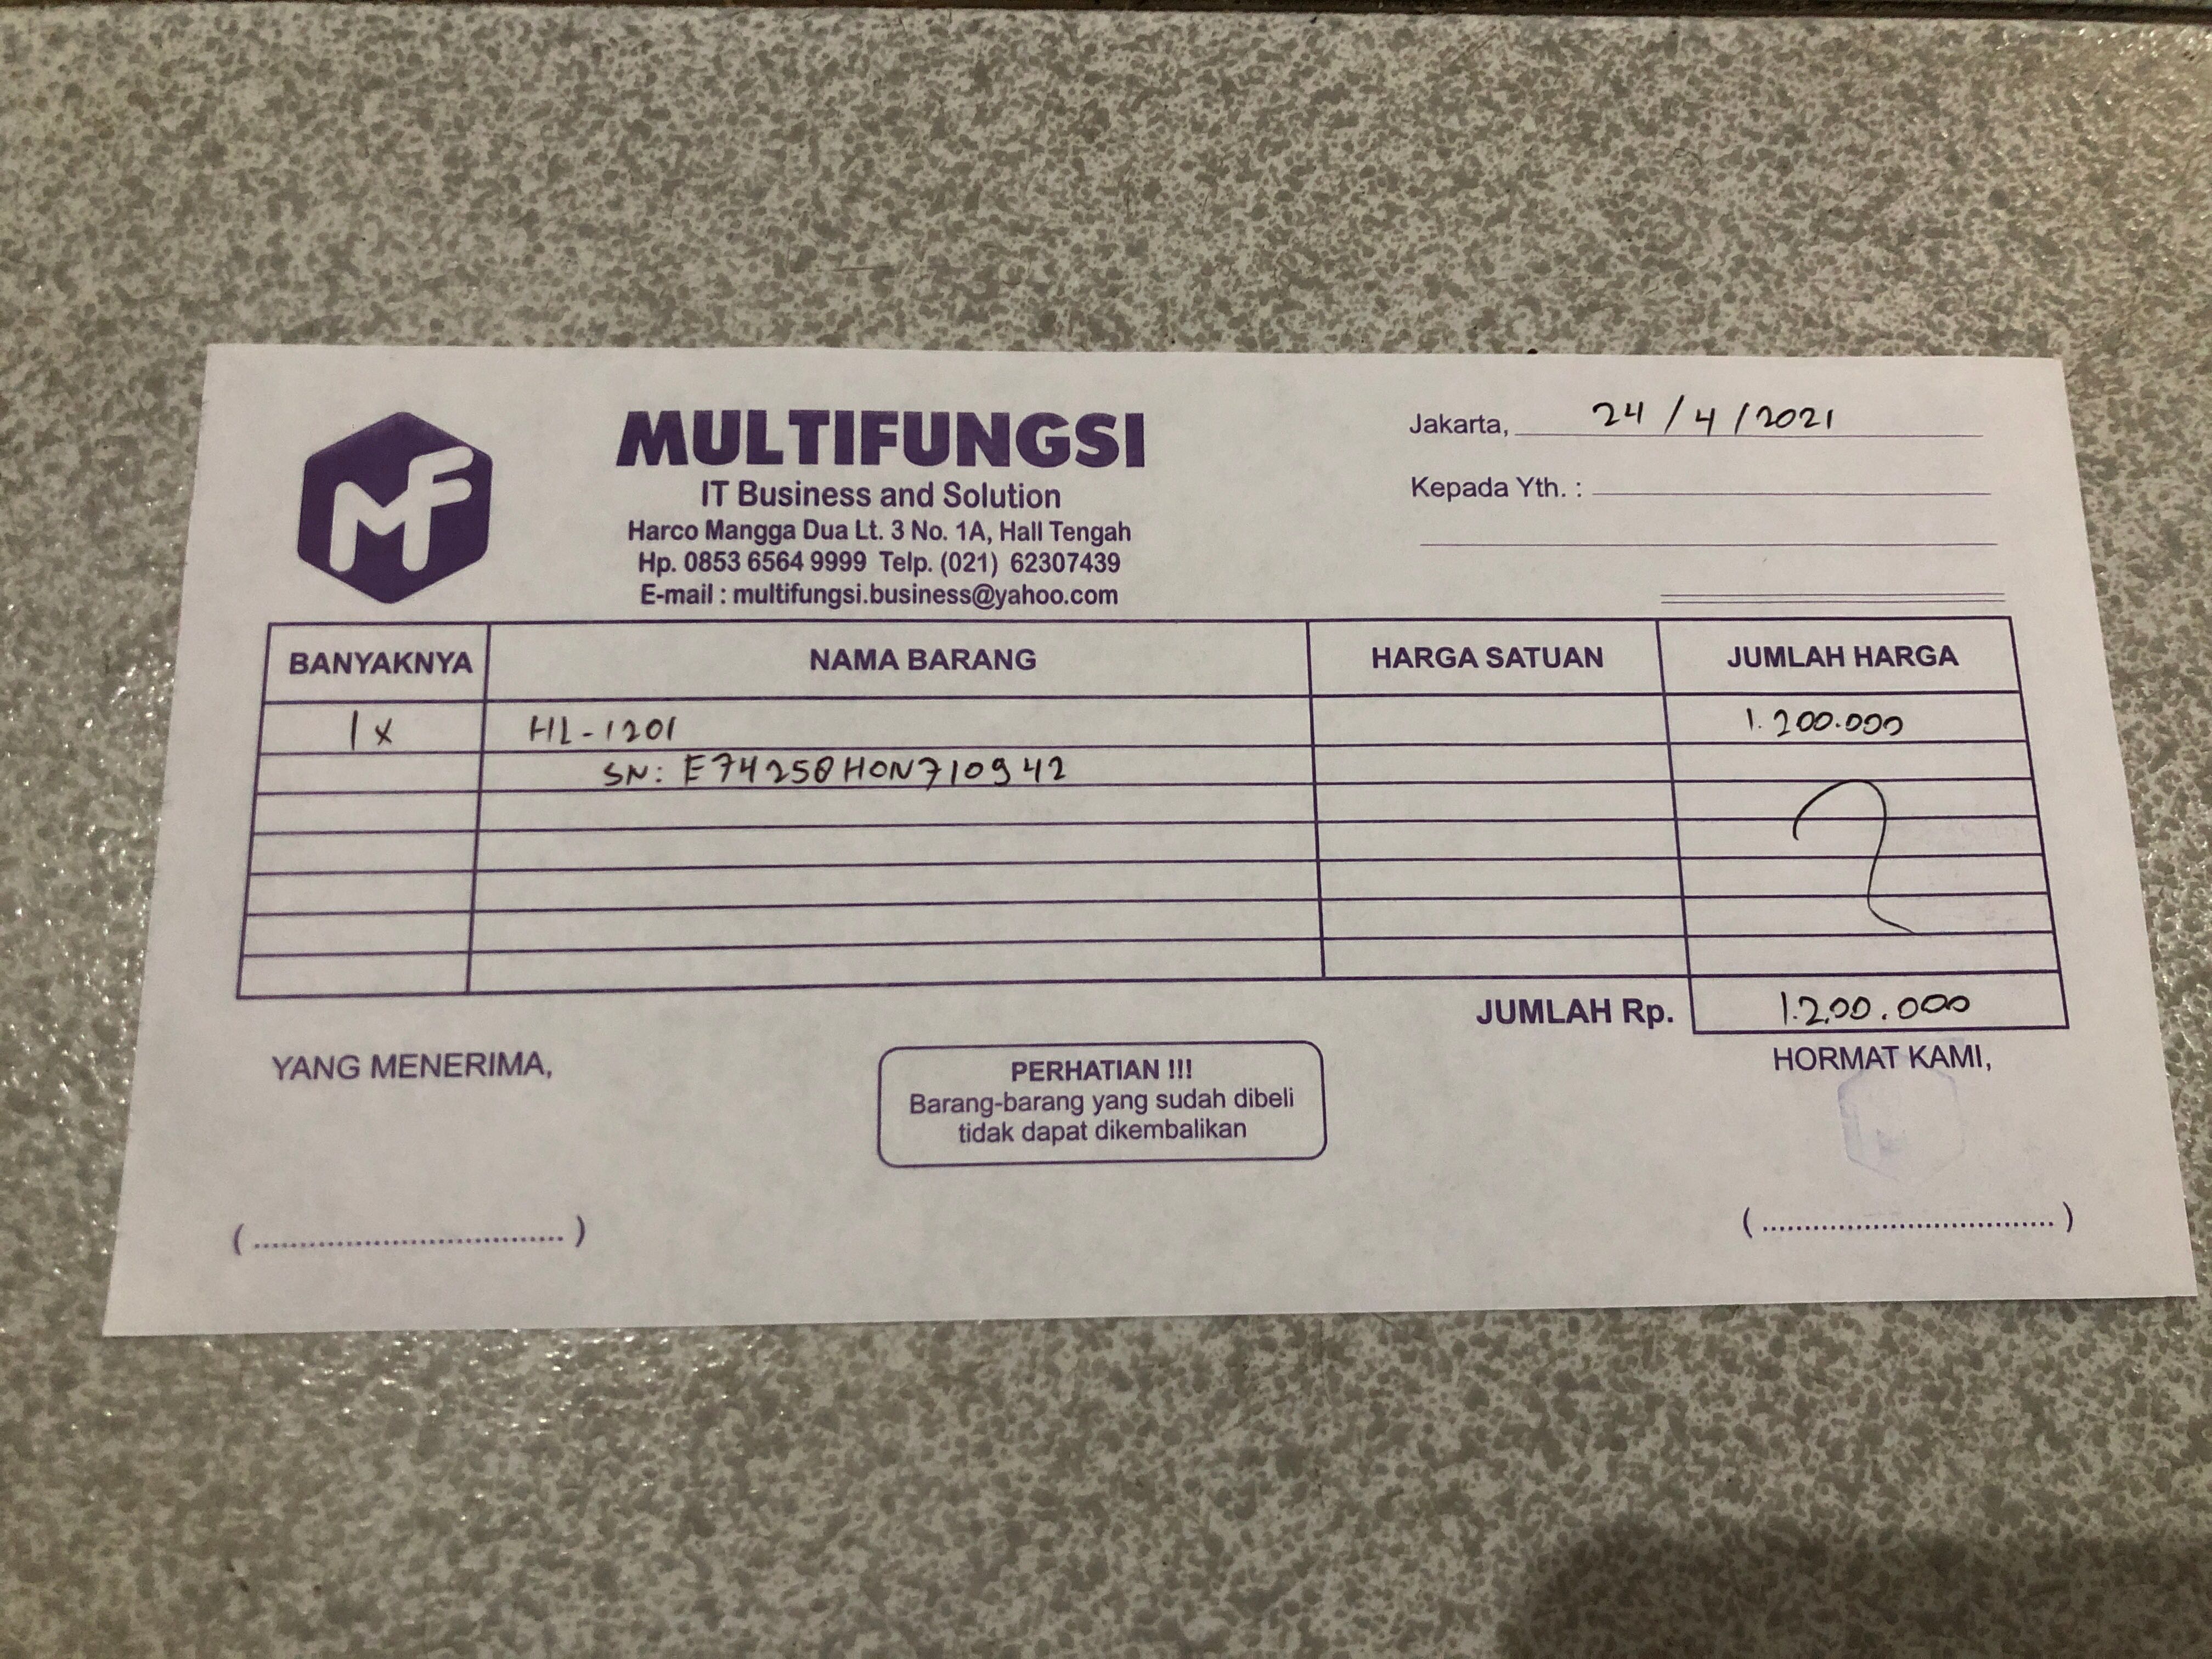 MF
MULTIFUNGSI
IT Business and Solution
Harco Mangga Dua Lt. 3 No. 1A, Hall Tengah
Hp. 0853 6564 9999 Telp. (021) 62307439
E-mail : multifungsi.business@yahoo.com
Jakarta, 24 / 4 / 2021
Kepada Yth. :
BANYAKNYA NAMA BARANG HARGA SATUAN JUMLAH HARGA
1x HL-1201 1.200.000
SN: E74250H0N710942
JUMLAH Rp. 1.200.000
YANG MENERIMA,
PERHATIAN !!!
Barang-barang yang sudah dibeli
tidak dapat dikembalikan
HORMAT KAMI,
(....................................)
(....................................)